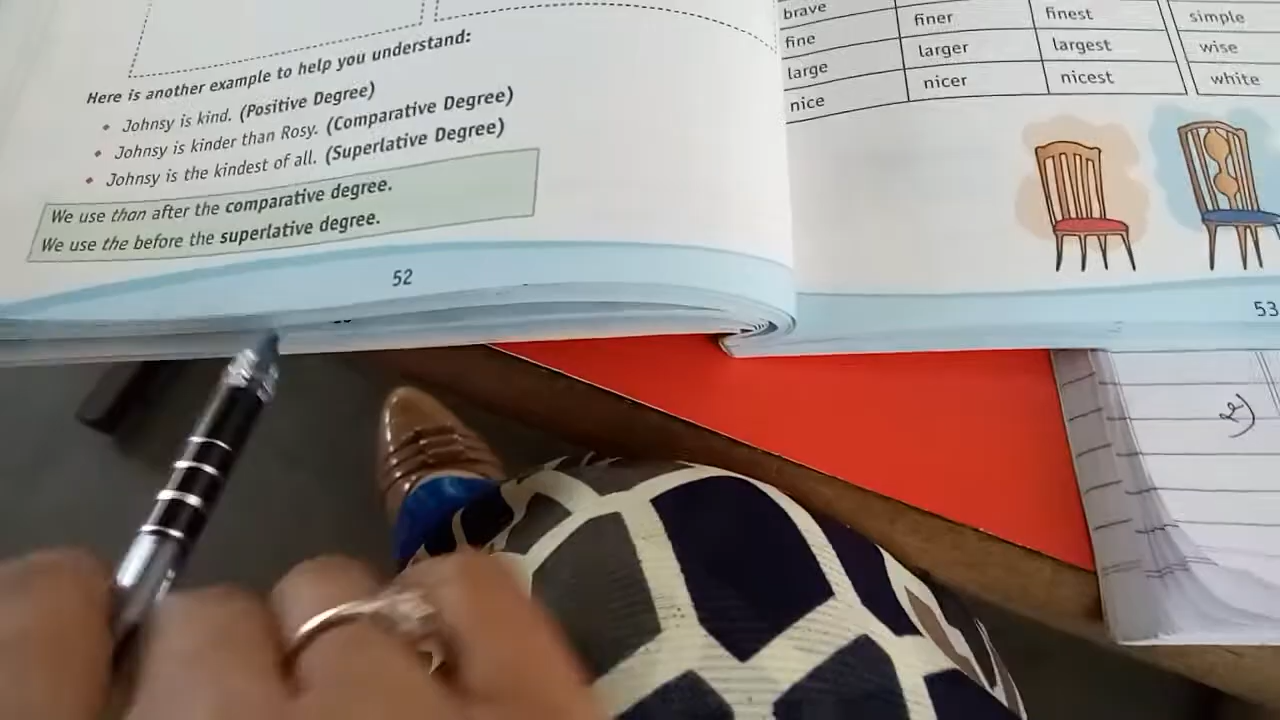 Here is another example to help you understand:
• Johnsy is kind. (Positive Degree)
• Johnsy is kinder than Rosy. (Comparative Degree)
• Johnsy is the kindest of all. (Superlative Degree)
We use than after the comparative degree.
We use the before the superlative degree.
52
brave
fine finer finest simple
large larger largest wise
nice nicer nicest white
53
2)